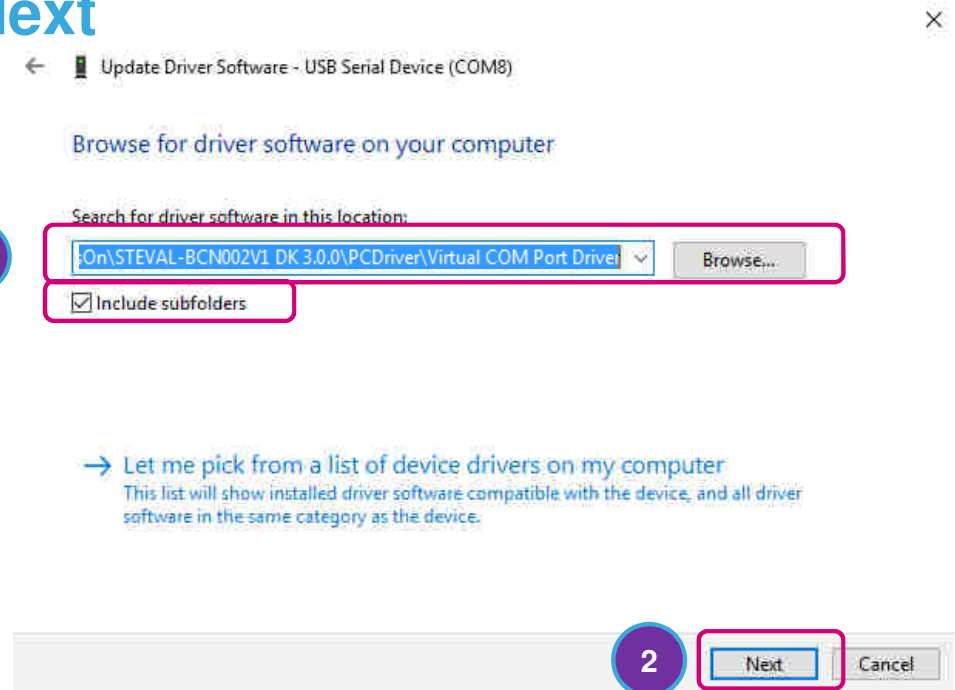 Next
Update Driver Software - USB Serial Device (COM8)
Browse for driver software on your computer
Search for driver software in this location:
sOn\STEVAL-BCN002V1 DK 3.0.0\PCDriver\Virtual COM Port Driver
Browse...
Include subfolders
Let me pick from a list of device drivers on my computer
This list will show installed driver software compatible with the device, and all driver
software in the same category as the device.
2
Next
Cancel